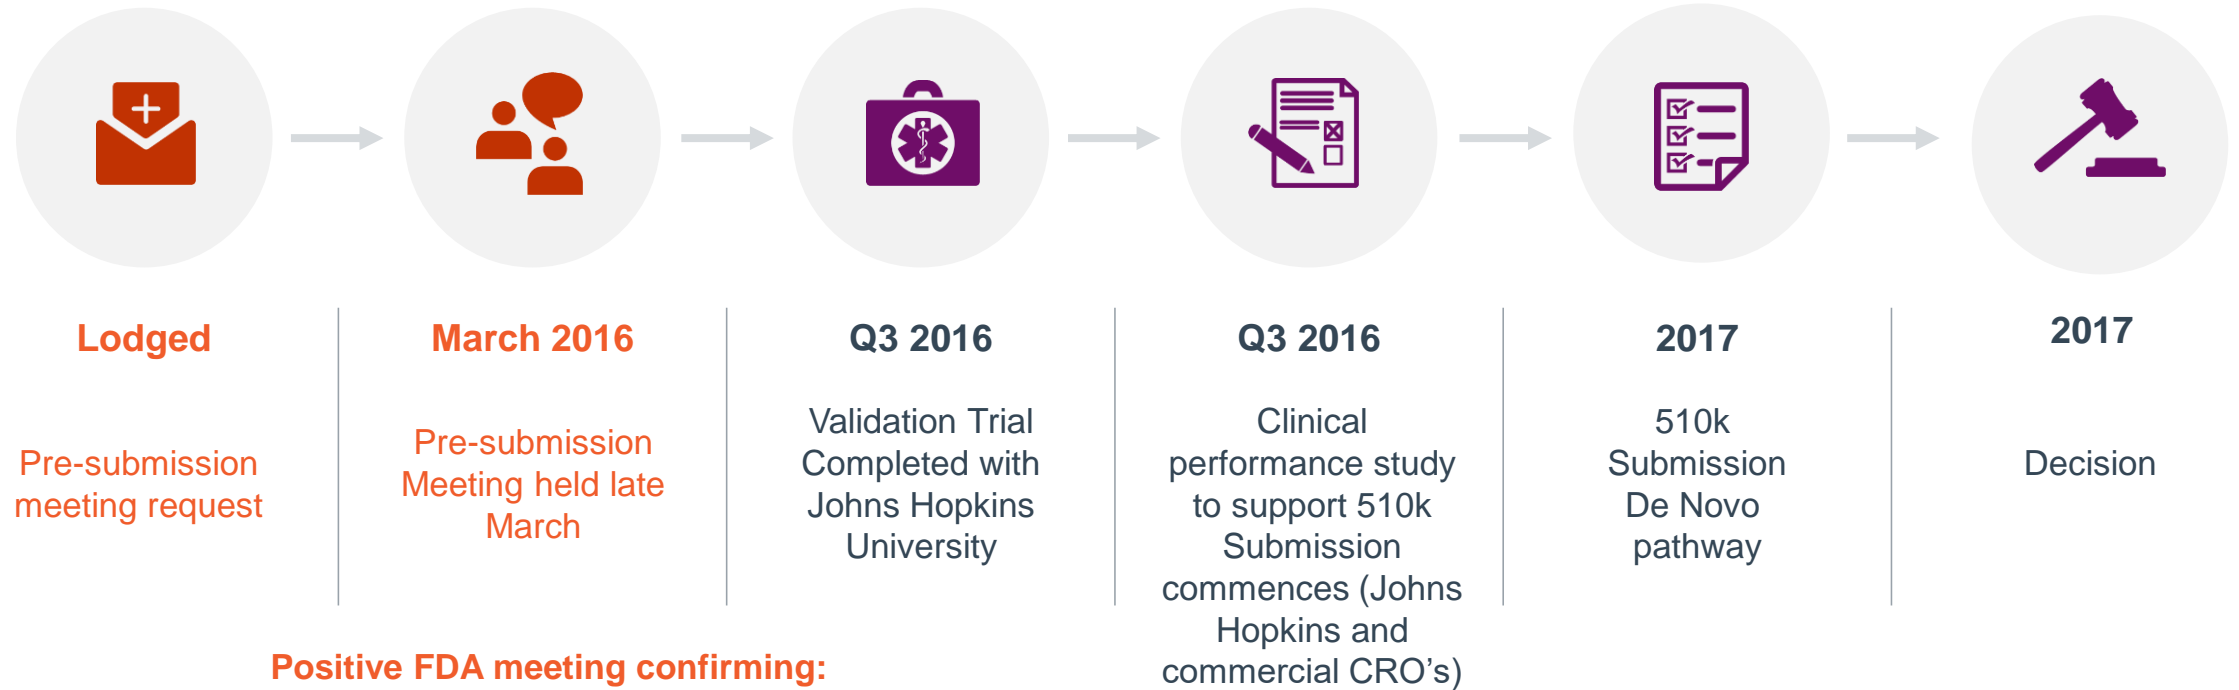 Lodged
Pre-submission
meeting request
March 2016
Pre-submission
Meeting held late
March
Q3 2016
Validation Trial
Completed with
Johns Hopkins
University
Q3 2016
Clinical
performance study
to support 510k
Submission
commences (Johns
Hopkins and
commercial CRO's)
2017
510k
Submission
De Novo
pathway
2017
Decision
Positive FDA meeting confirming: